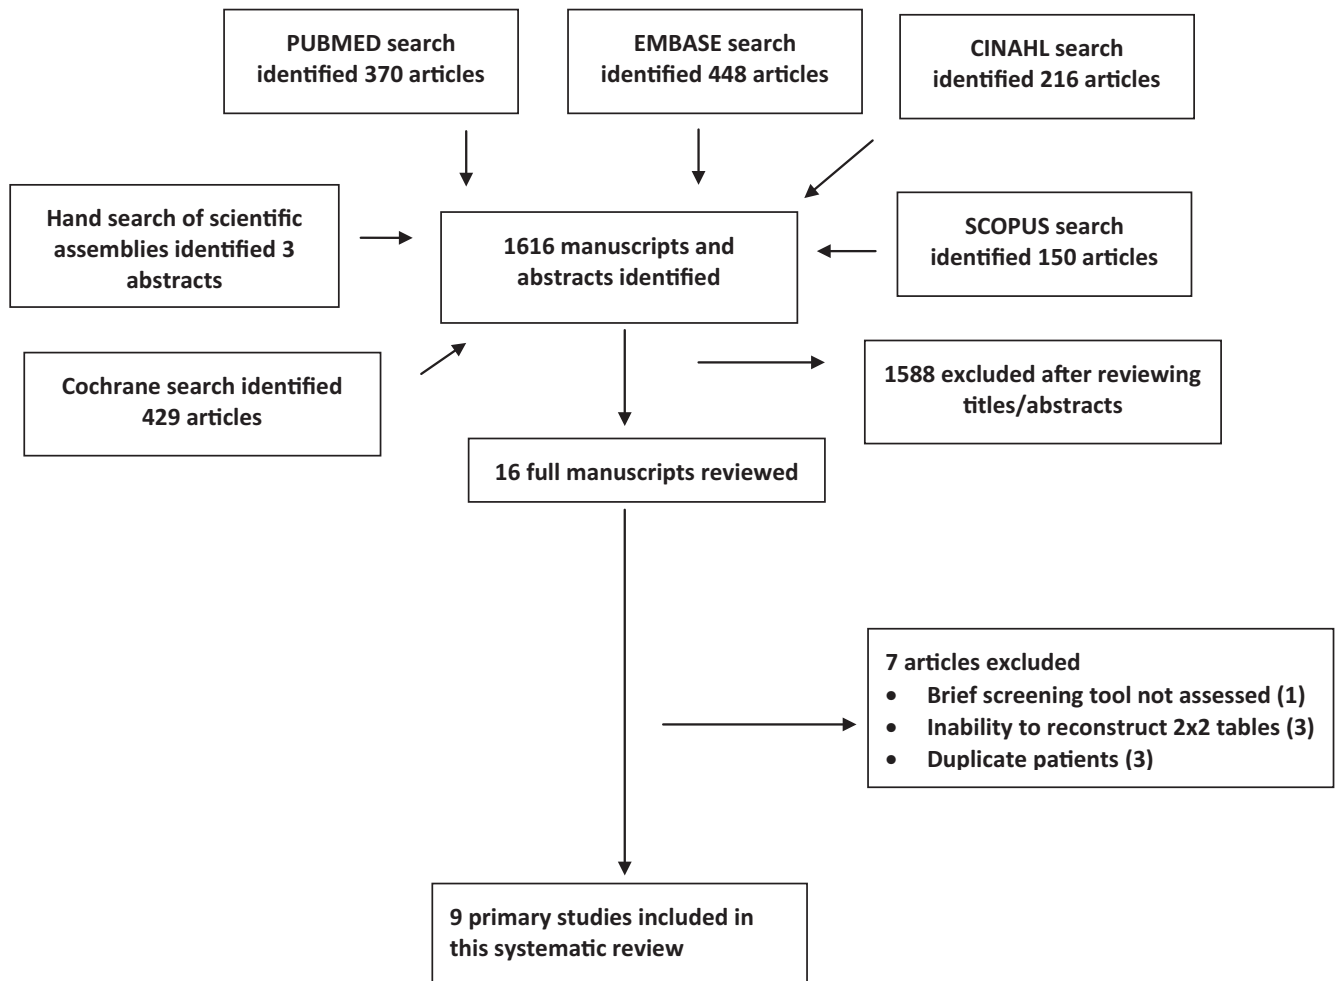 PUBMED search
identified 370 articles
EMBASE search
identified 448 articles
CINAHL search
identified 216 articles
Hand search of scientific
assemblies identified 3
abstracts
1616 manuscripts and
abstracts identified
SCOPUS search
identified 150 articles
Cochrane search identified
429 articles
1588 excluded after reviewing
titles/abstracts
16 full manuscripts reviewed
7 articles excluded
• Brief screening tool not assessed (1)
• Inability to reconstruct 2x2 tables (3)
• Duplicate patients (3)
9 primary studies included in
this systematic review